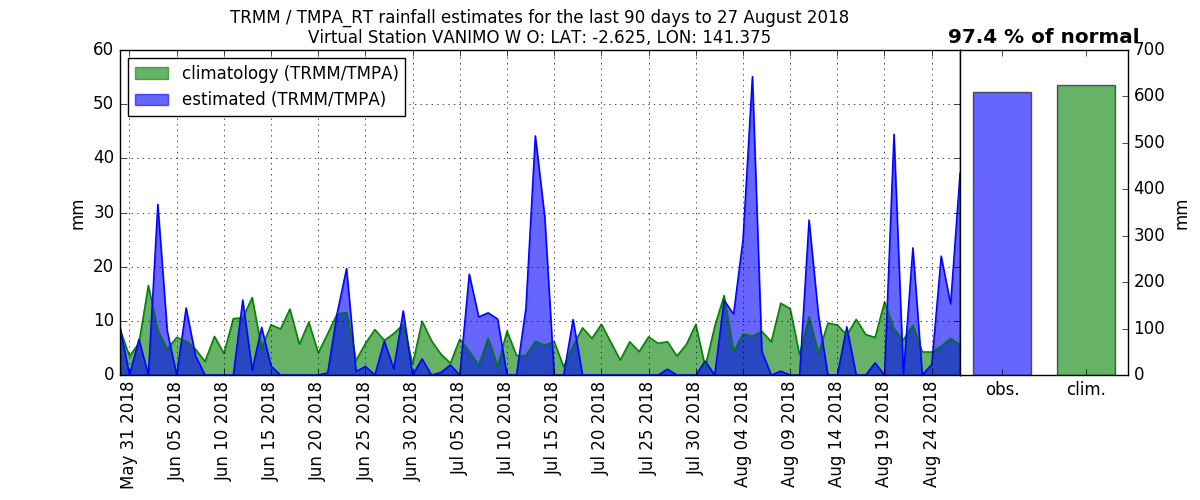 TRMM / TMPA_RT rainfall estimates for the last 90 days to 27 August 2018
Virtual Station VANIMO W O: LAT: -2.625, LON: 141.375
97.4 % of normal
climatology (TRMM/TMPA)
estimated (TRMM/TMPA)
mm
60
50
40
30
20
10
0
May 31 2018
Jun 05 2018
Jun 10 2018
Jun 15 2018
Jun 20 2018
Jun 25 2018
Jun 30 2018
Jul 05 2018
Jul 10 2018
Jul 15 2018
Jul 20 2018
Jul 25 2018
Jul 30 2018
Aug 04 2018
Aug 09 2018
Aug 14 2018
Aug 19 2018
Aug 24 2018
obs.
clim.
700
600
500
400
300
200
100
0
mm